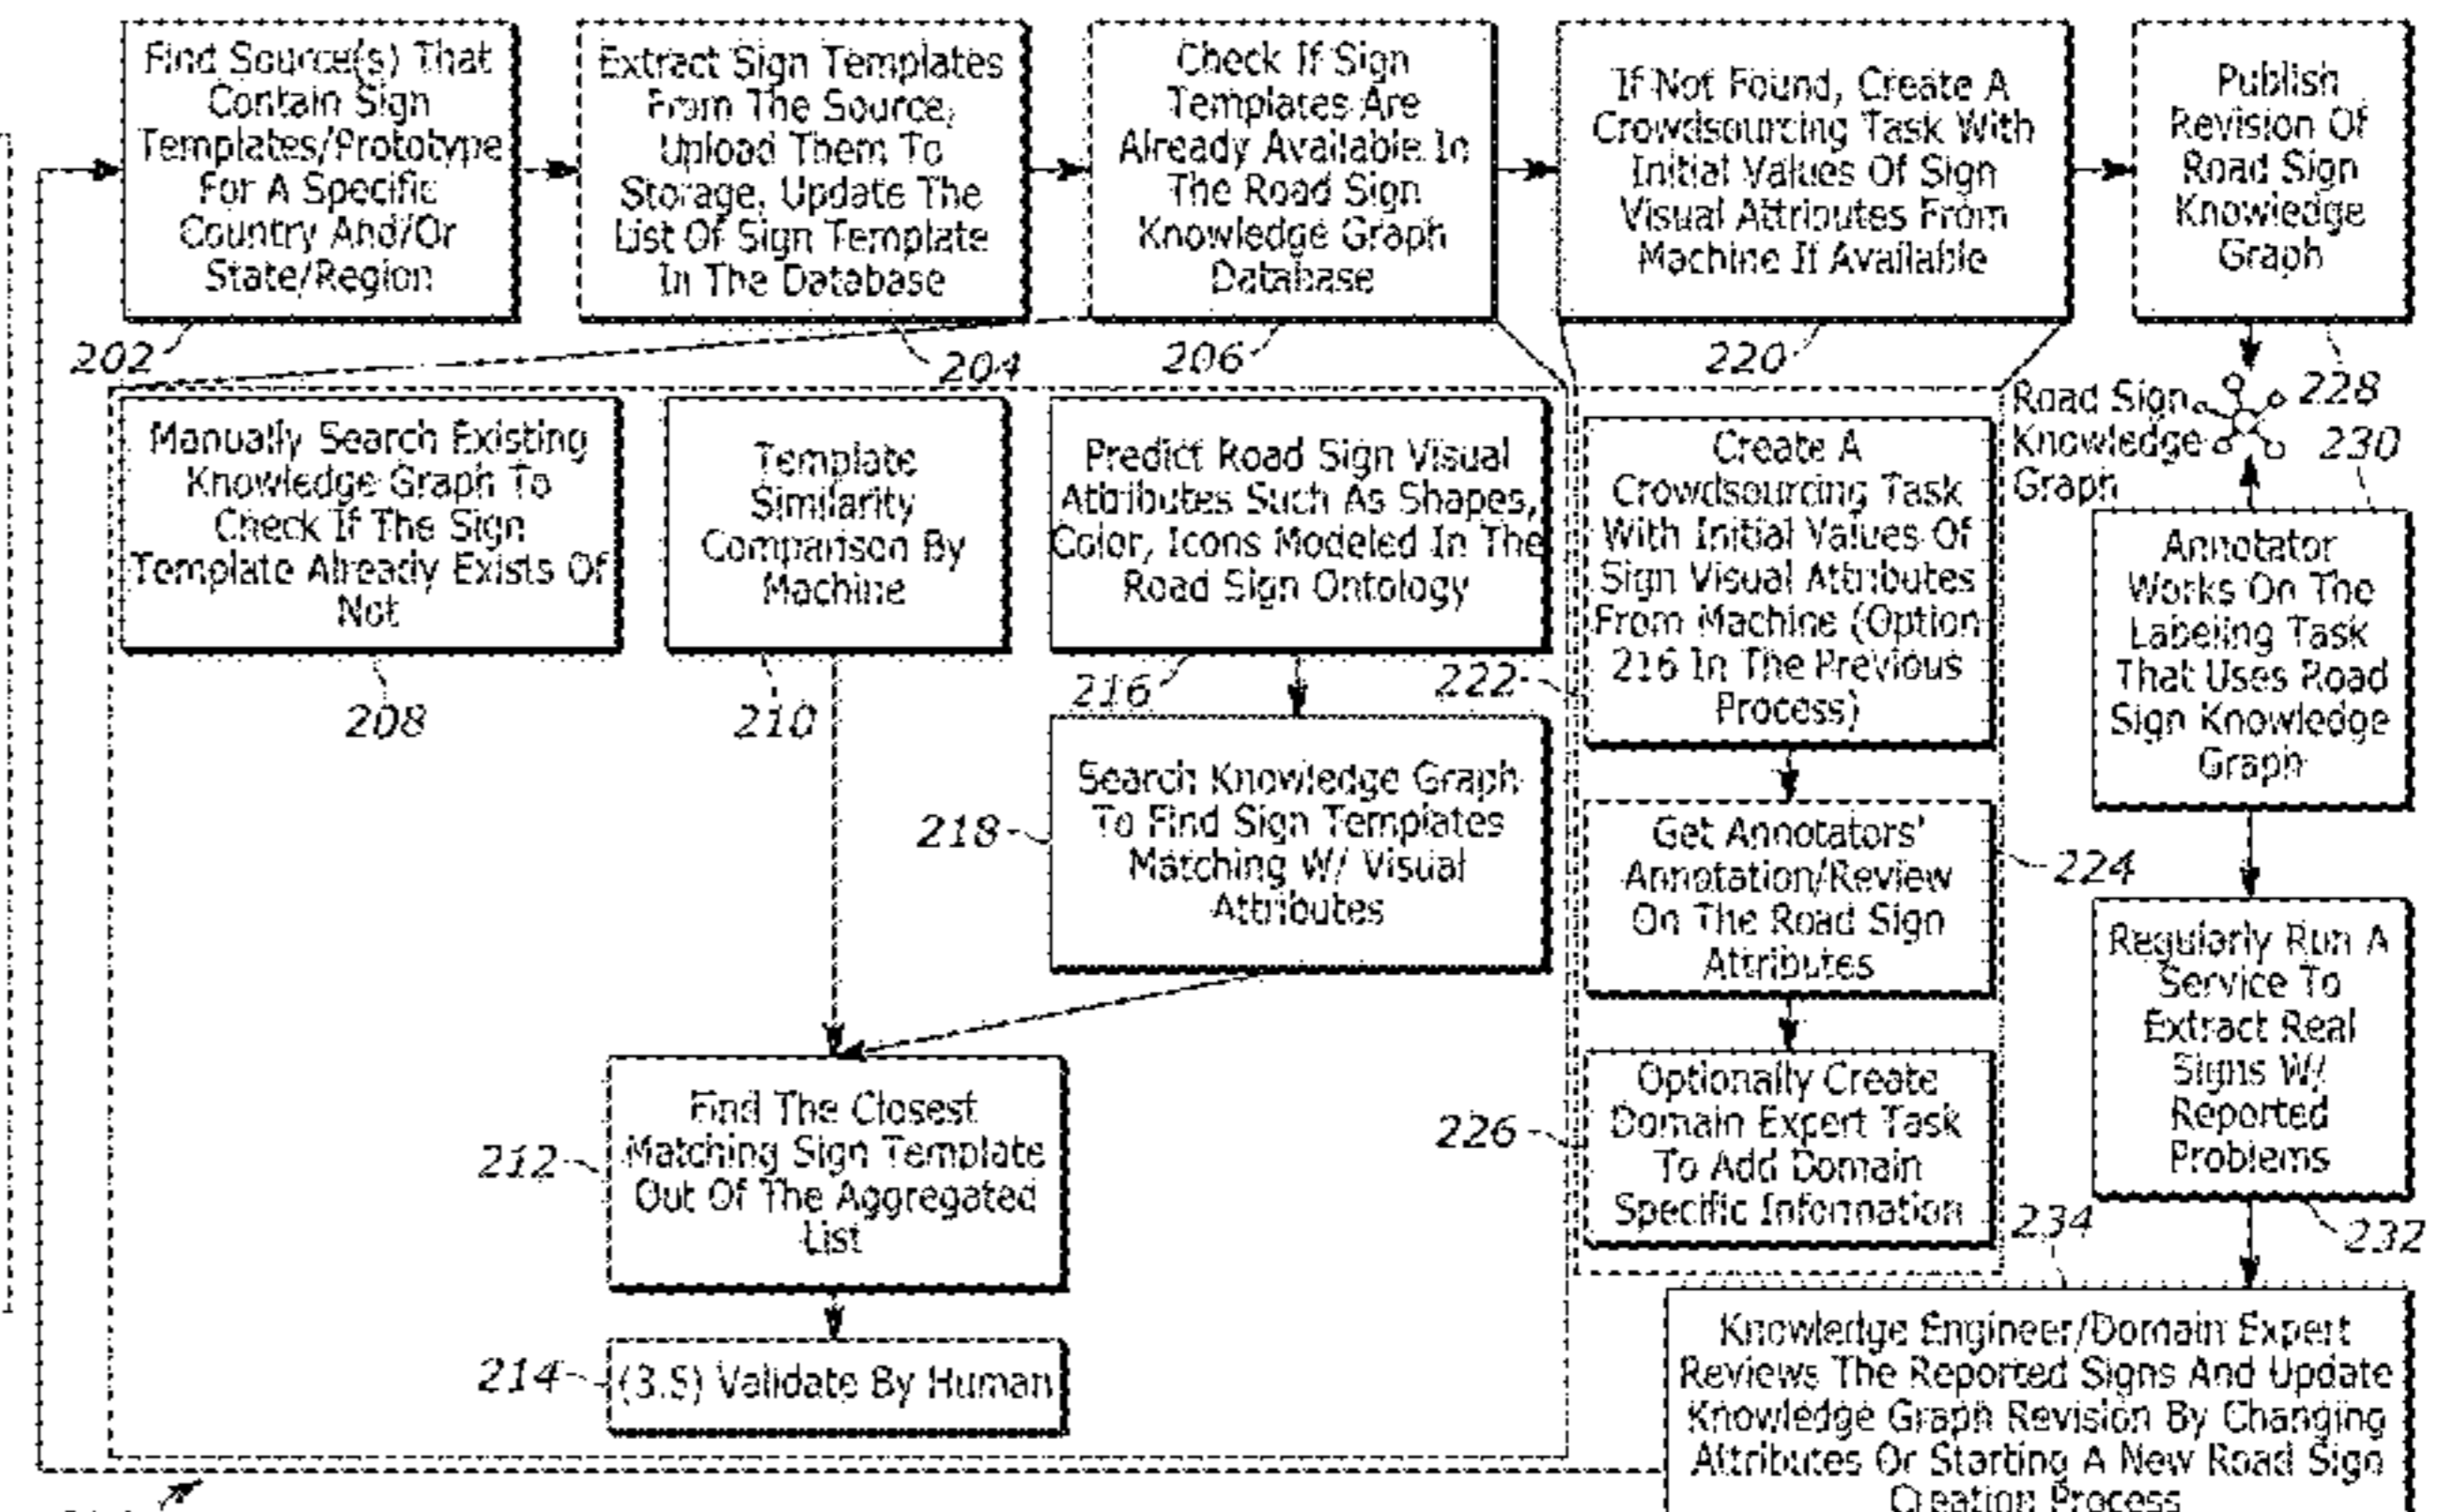 Find Source(s) That
Contain Sign
Templates/Prototype
For A Specific
Country And/Or
State/Region
202
Extract Sign Templates
From The Source,
Upload Them To
Storage, Update The
List Of Sign Template
In The Database
204
Check If Sign
Templates Are
Already Available In
The Road Sign
Knowledge Graph
Database
206
If Not Found, Create A
Crowdsourcing Task With
Initial Values Of Sign
Visual Attributes From
Machine If Available
220
Publish
Revision Of
Road Sign
Knowledge
Graph
228
Manually Search Existing
Knowledge Graph To
Check If The Sign
Template Already Exists Of
Not
208
Template
Similarity
Comparison By
Machine
210
Predict Road Sign Visual
Attributes Such As Shapes,
Color, Icons Modeled In The
Road Sign Ontology
216
Search Knowledge Graph
To Find Sign Templates
Matching W/ Visual
Attributes
218
Find The Closest
Matching Sign Template
Out Of The Aggregated
List
212
(3.S) Validate By Human
214
Create A
Crowdsourcing Task
With Initial Values Of
Sign Visual Attributes
From Machine (Option
216 In The Previous
Process)
222
Get Annotators'
Annotation/Review
On The Road Sign
Attributes
224
Optionally Create
Domain Expert Task
To Add Domain
Specific Information
226
Road Sign
Knowledge
Graph
230
Annotator
Works On The
Labeling Task
That Uses Road
Sign Knowledge
Graph
Regularly Run A
Service To
Extract Real
Signs W/
Reported
Problems
232
234
Knowledge Engineer/Domain Expert
Reviews The Reported Signs And Update
Knowledge Graph Revision By Changing
Attributes Or Starting A New Road Sign
Creation Process